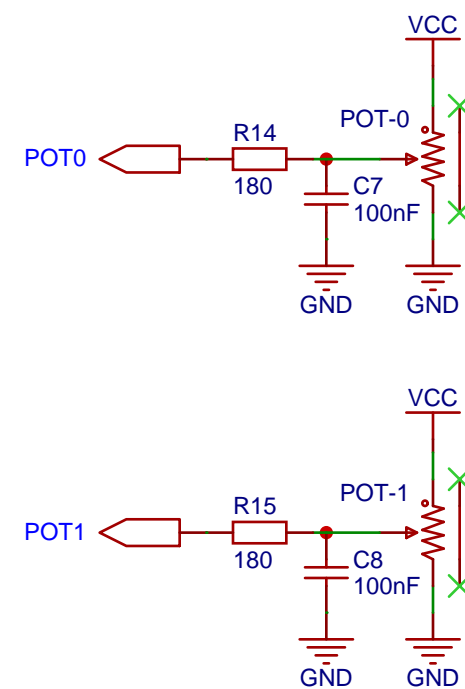 VCC
POT-0
R14
POT0
180
C7
100nF
GND
GND
VCC
POT-1
R15
POT1
180
C8
100nF
GND
GND